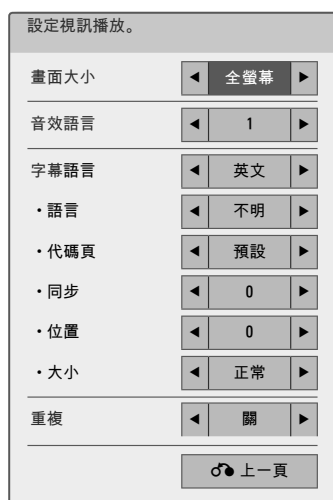 設定視訊播放。
畫面大小 ◀ 全螢幕 ▶
音效語言 ◀ 1 ▶
字幕語言 ◀ 英文 ▶
・語言 ◀ 不明 ▶
・代碼頁 ◀ 預設 ▶
・同步 ◀ 0 ▶
・位置 ◀ 0 ▶
・大小 ◀ 正常 ▶
重複 ◀ 關 ▶
上一頁